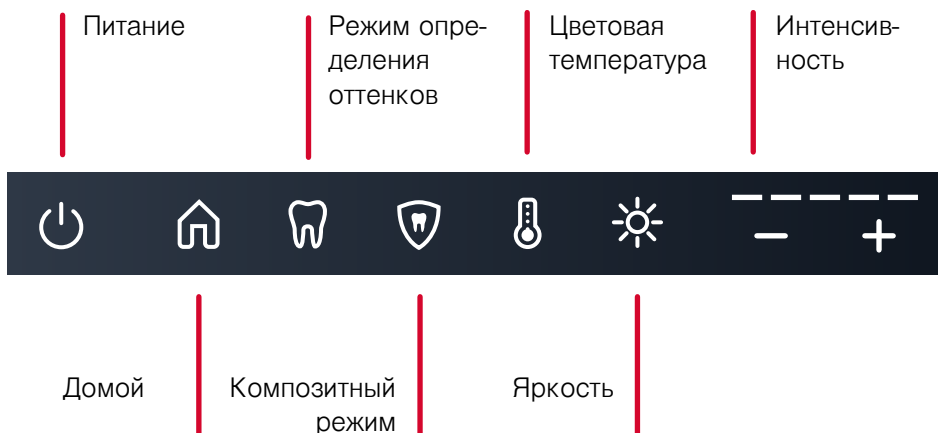 Питание
Режим опре-
деления
оттенков
Цветовая
температура
Интенсив-
ность
Домой
Композитный
режим
Яркость